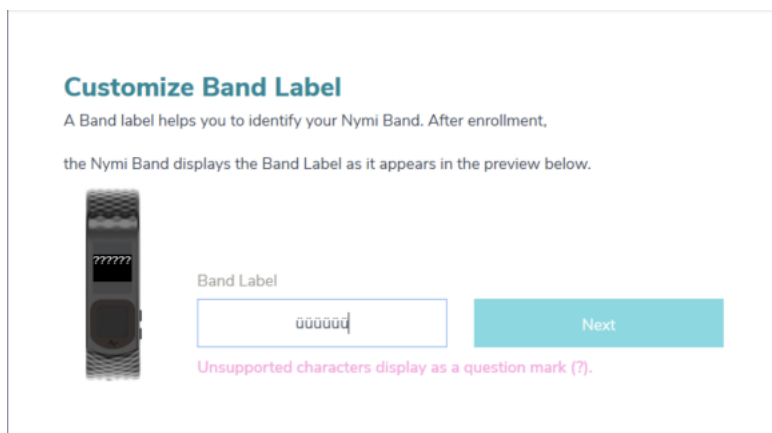 Customize Band Label
A Band label helps you to identify your Nymi Band. After enrollment,
the Nymi Band displays the Band Label as it appears in the preview below.
??????
Band Label
üüüüüü
Next
Unsupported characters display as a question mark (?).